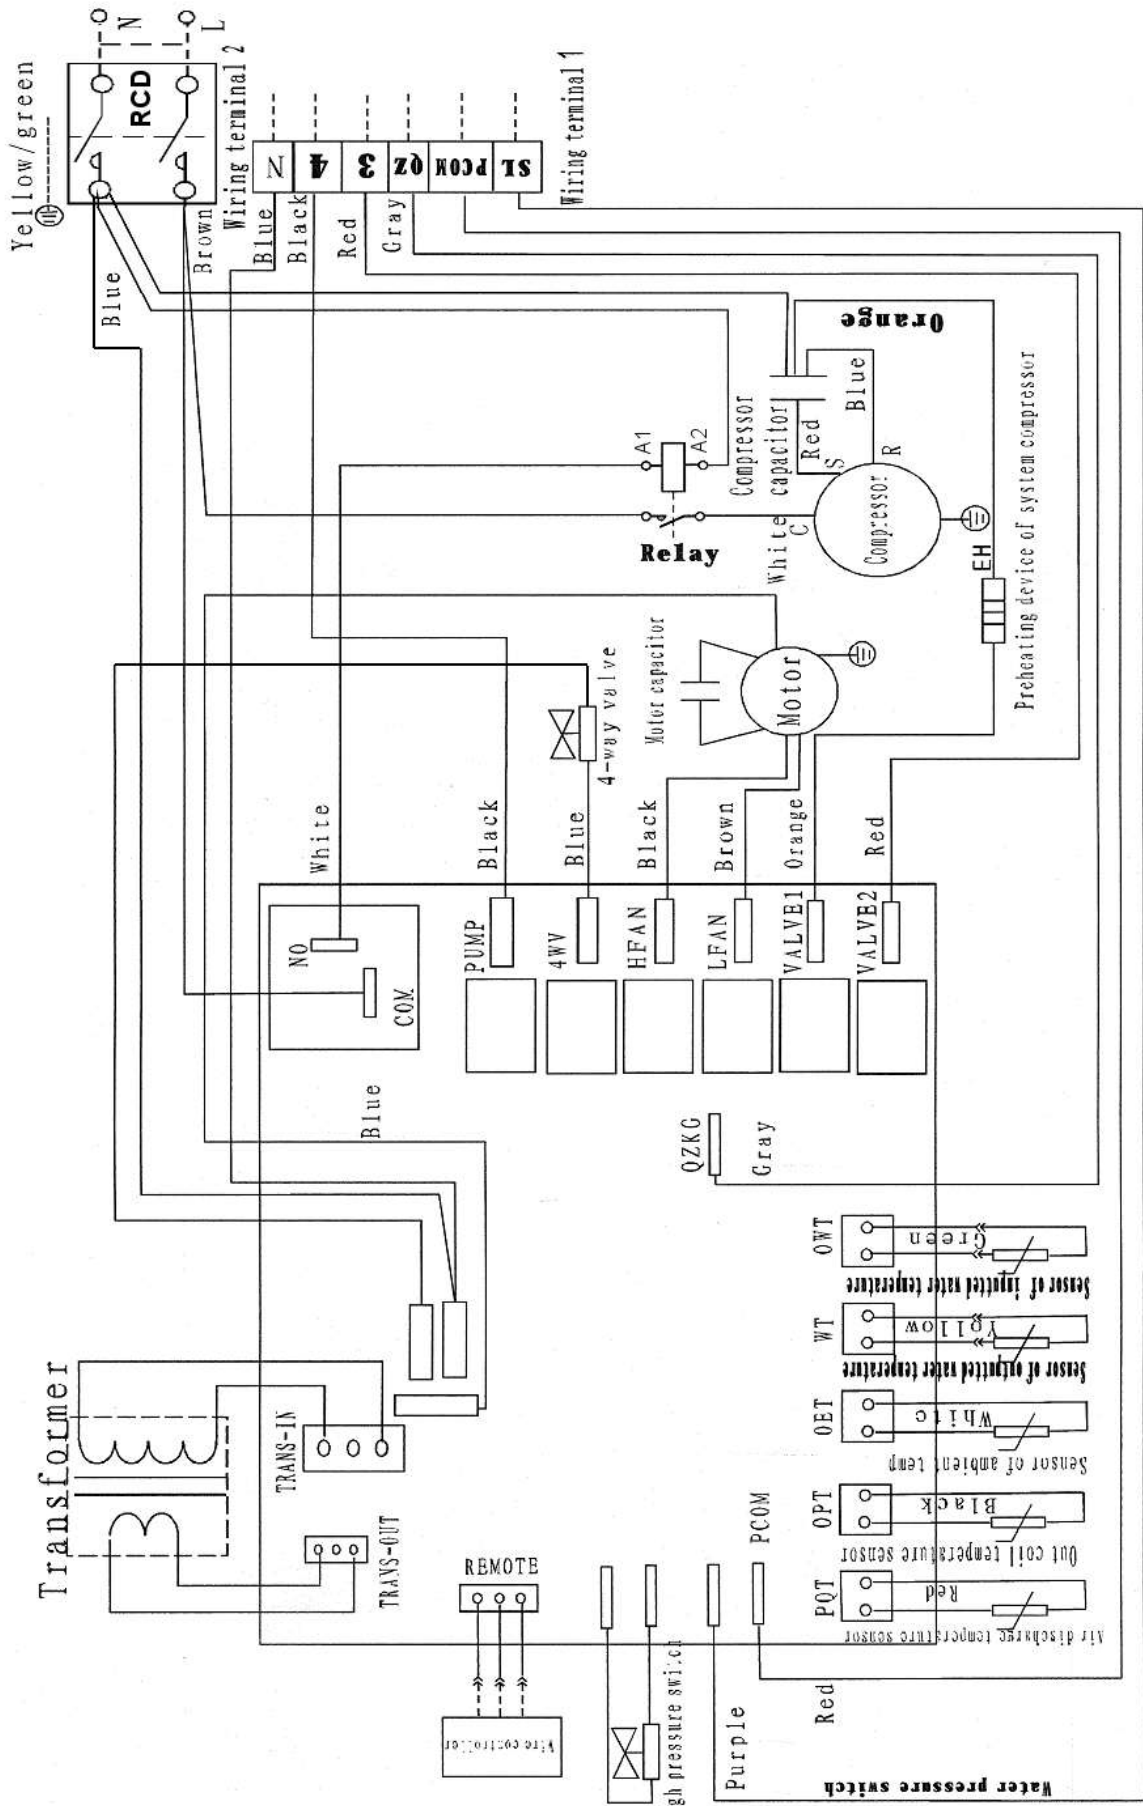 Yellow/green
N
L
RCD
Wiring terminal 2
Wiring terminal 1
N
4
3
QZ
PCOM
SL
Blue
Brown
Blue
Black
Red
Gray
Orange
Blue
Red
S
R
C
White
Compressor
capacitor
Compressor
A1
A2
Relay
EH
Preheating device of system compressor
Motor capacitor
Motor
4-way valve
White
Black
Blue
Black
Brown
Orange
Red
NO
COM
PUMP
4WV
HFAN
LFAN
VALVE1
VALVE2
Blue
QZKG
Gray
Transformer
TRANS-IN
TRANS-OUT
REMOTE
Wire controller
gh pressure switch
PCOM
Purple
Red
Water pressure switch
OWT
Green
Sensor of inputted water temperature
WT
Yellow
Sensor of outputted water temperature
OET
White
Sensor of ambient temp
OPT
Black
Out coil temperature sensor
PQT
Red
Air discharge temperature sensor